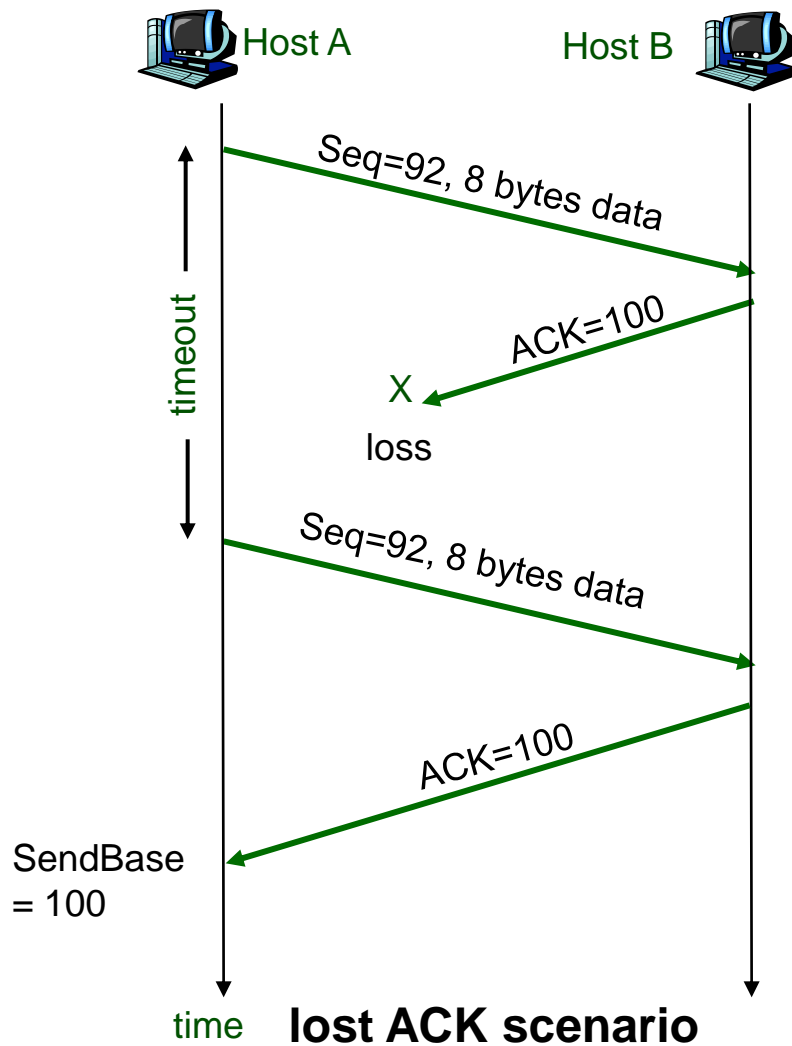 Host A
Host B
Seq=92, 8 bytes data
timeout
ACK=100
X
loss
Seq=92, 8 bytes data
ACK=100
SendBase
= 100
time
lost ACK scenario